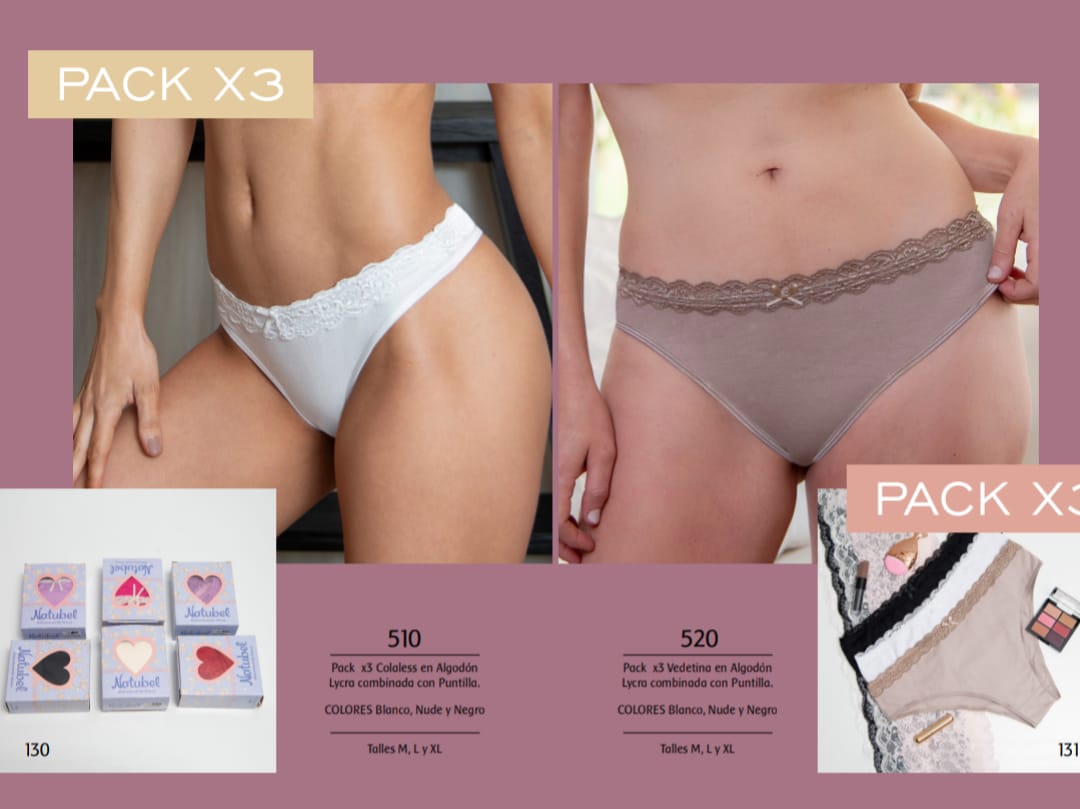 PACK X3
PACK X3
Natubel
Natubel
Natubel
Natubel
Natubel
Natubel
130
510
Pack x3 Colaless en Algodón
Lycra combinada con Puntilla.
COLORES Blanco, Nude y Negro
Talles M, L y XL
520
Pack x3 Vedetina en Algodón
Lycra combinada con Puntilla.
COLORES Blanco, Nude y Negro
Talles M, L y XL
131